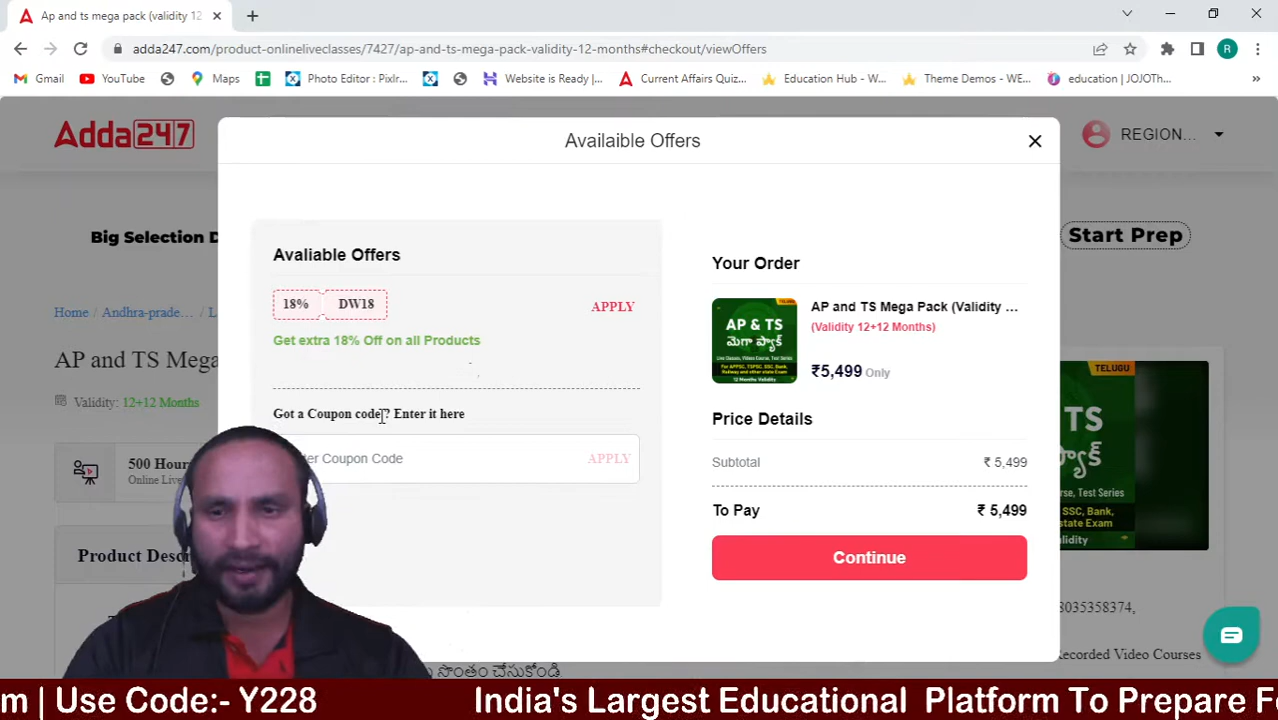 Ap and ts mega pack (validity 12
adda247.com/product-onlineliveclasses/7427/ap-and-ts-mega-pack-validity-12-months#checkout/viewOffers
R
Gmail
YouTube
Maps
Photo Editor : Pixlr...
Website is Ready |...
Current Affairs Quiz...
Education Hub - W...
Theme Demos - WE...
education | JOJOTh...
Adda247
Availaible Offers
REGION...
Big Selection D
Start Prep
Avaliable Offers
18%
DW18
APPLY
Get extra 18% Off on all Products
Got a Coupon code? Enter it here
er Coupon Code
APPLY
Your Order
AP & TS
మెగా ప్యాక్
AP and TS Mega Pack (Validity ...
(Validity 12+12 Months)
₹5,499 Only
Price Details
Subtotal
₹ 5,499
To Pay
₹ 5,499
Continue
Home / Andhra-prade... / L
AP and TS Mega
Validity: 12+12 Months
500 Hour
Online Liv
Product Desc
TELUGU
TS
ప్యాక్
rse, Test Series
SSC, Bank,
state Exam
Validity
8035358374,
Recorded Video Courses
సొంతం చేసుకోండి
m | Use Code:- Y228
India's Largest Educational Platform To Prepare Fo